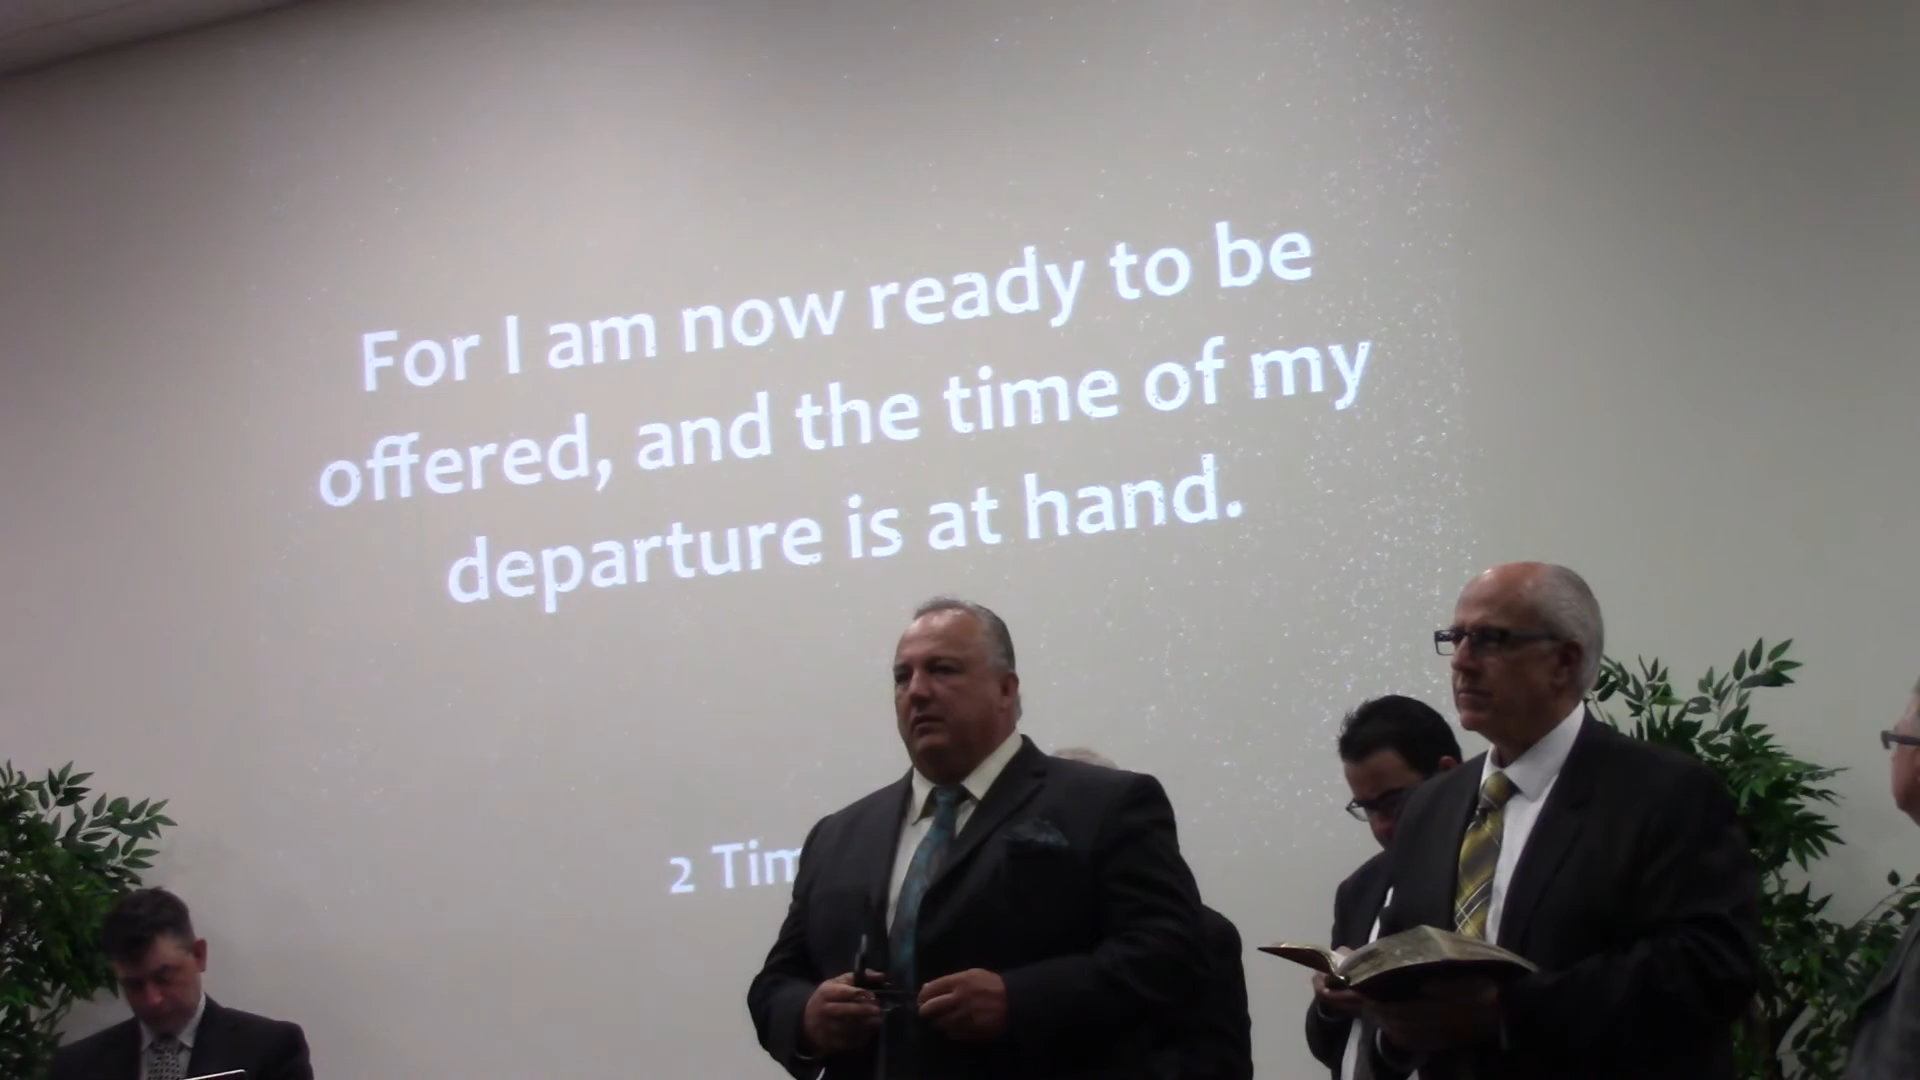 For I am now ready to be
offered, and the time of my
departure is at hand.
2 Tim